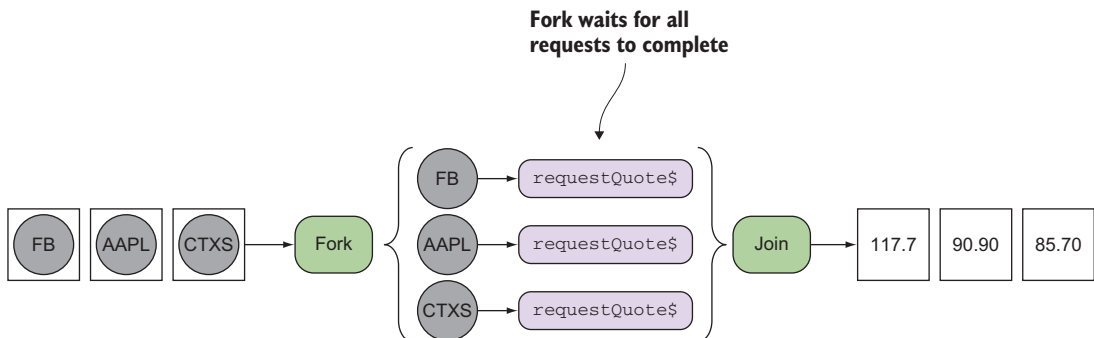 Fork waits for all
requests to complete
FB
AAPL
CTXS
Fork
FB
requestQuote$
AAPL
requestQuote$
CTXS
requestQuote$
Join
117.7
90.90
85.70